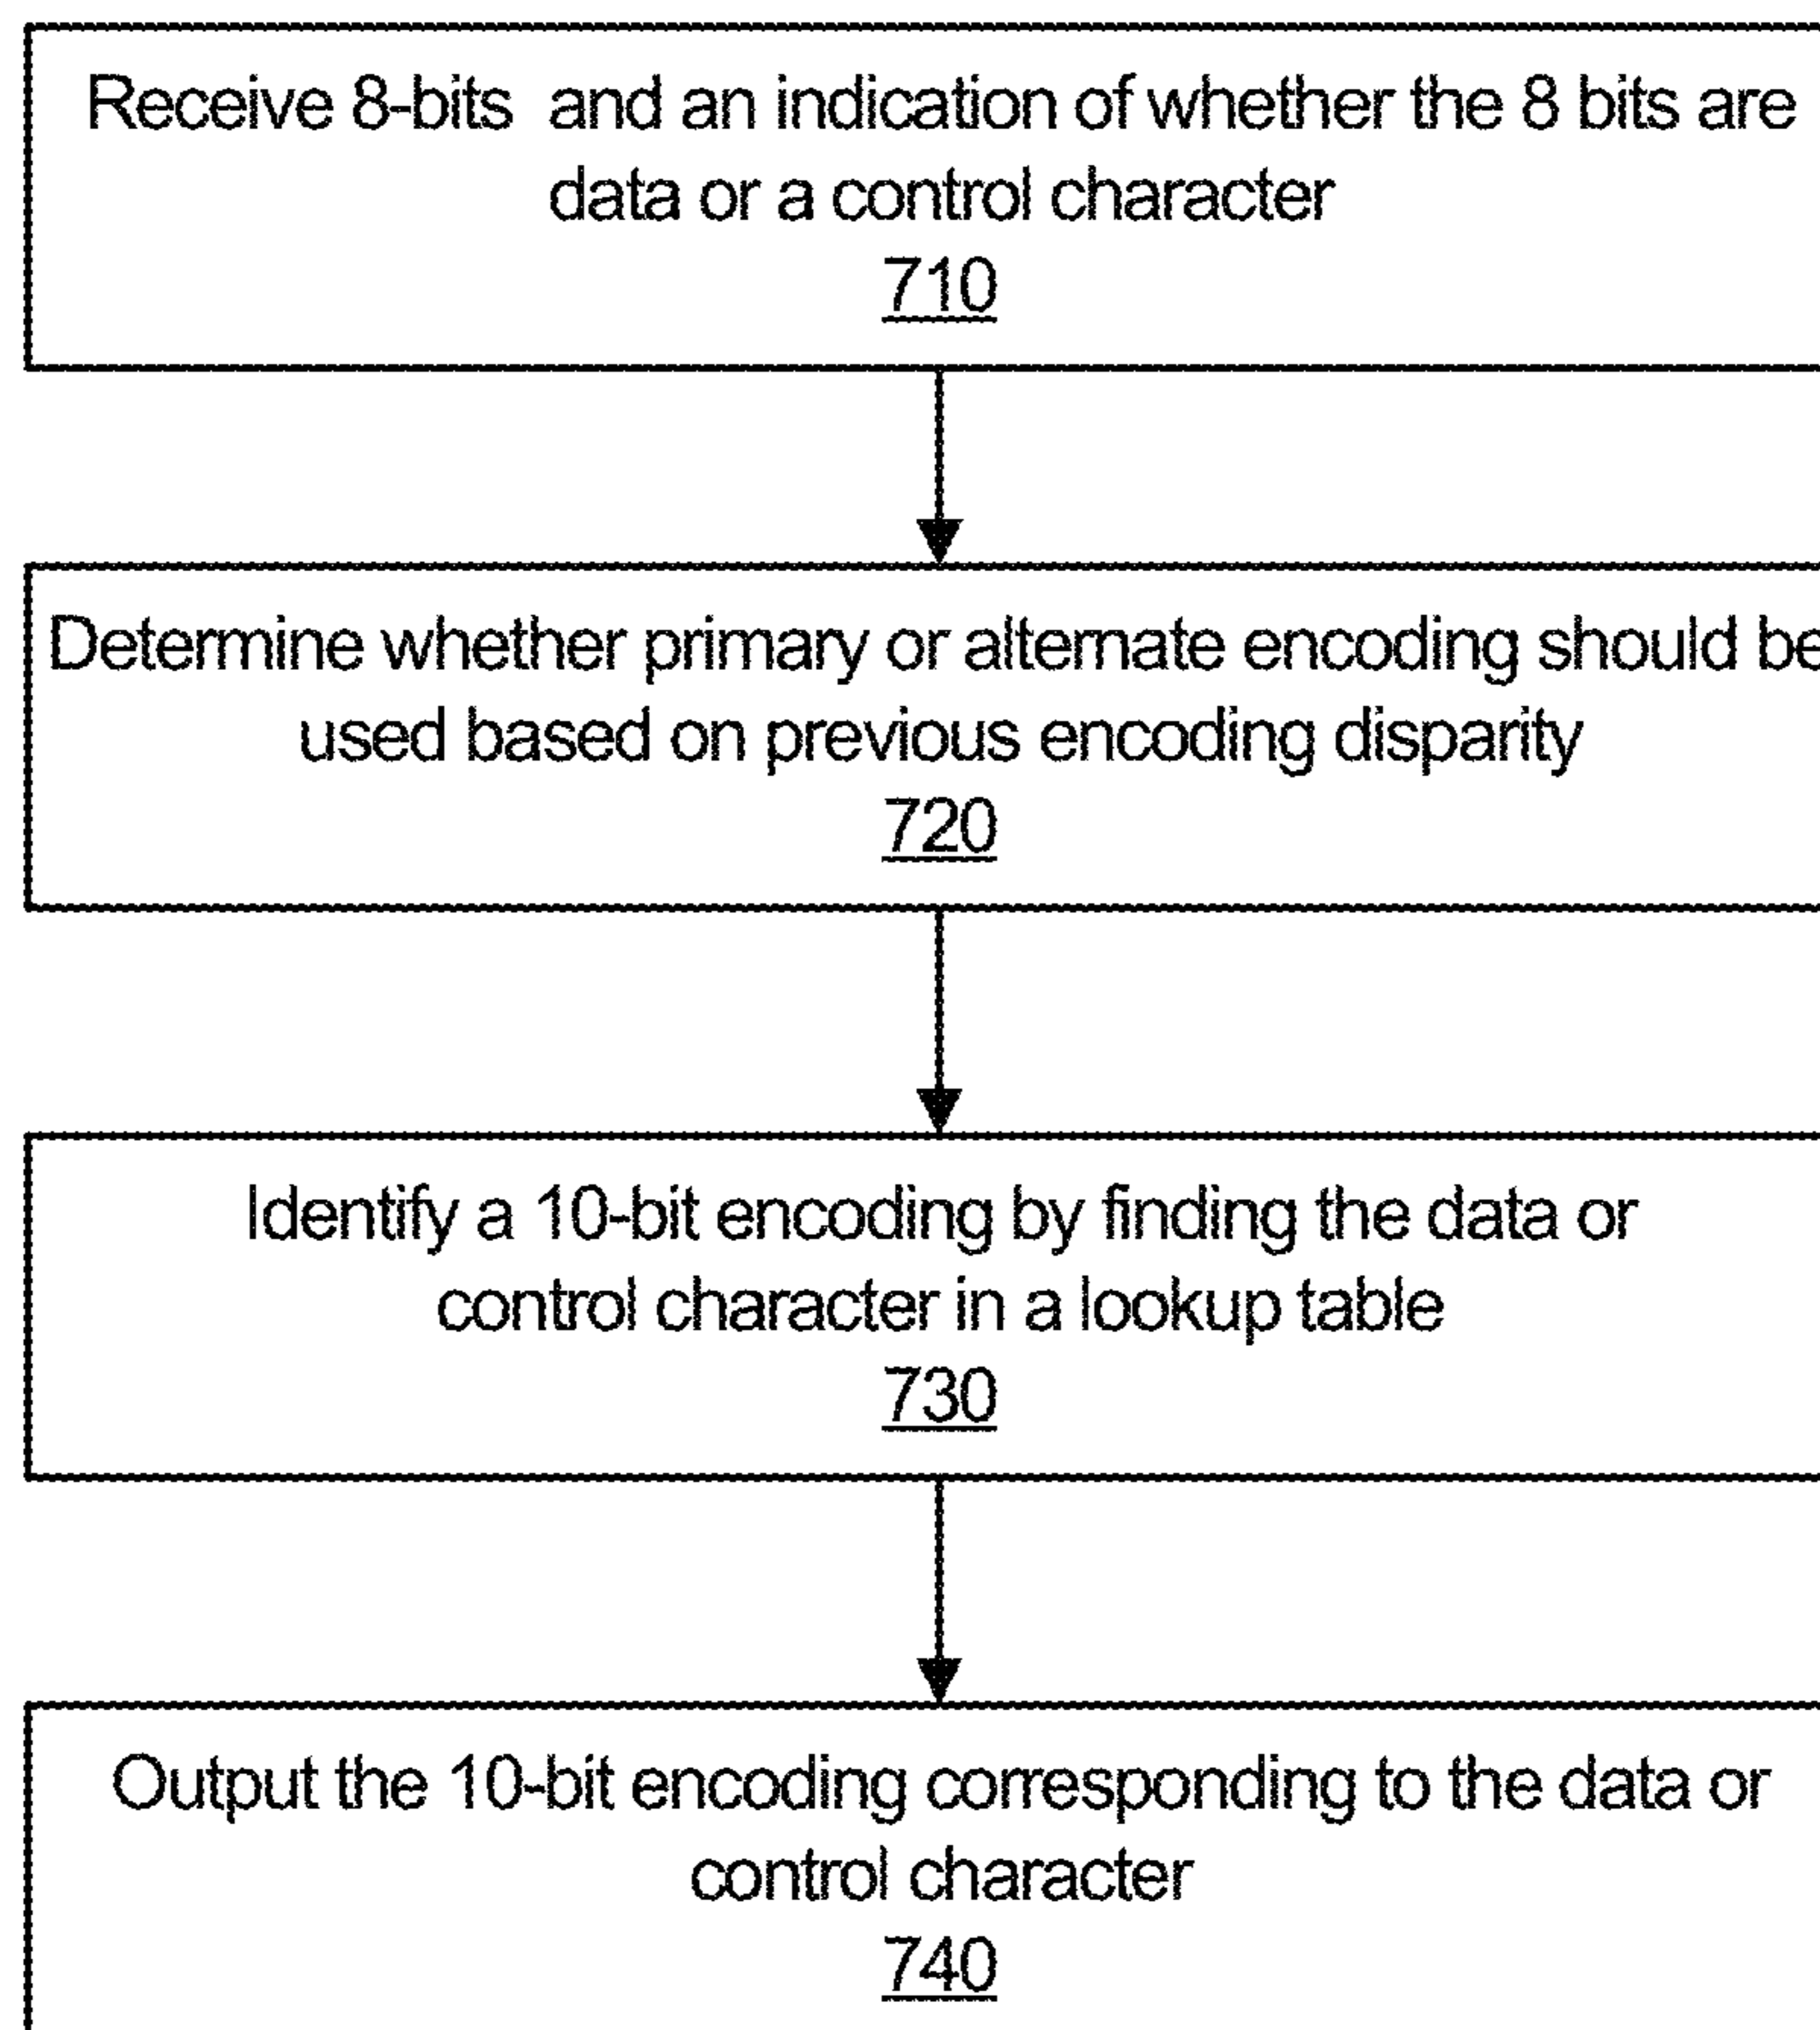 Receive 8-bits and an indication of whether the 8 bits are
data or a control character
710
Determine whether primary or alternate encoding should be
used based on previous encoding disparity
720
Identify a 10-bit encoding by finding the data or
control character in a lookup table
730
Output the 10-bit encoding corresponding to the data or
control character
740